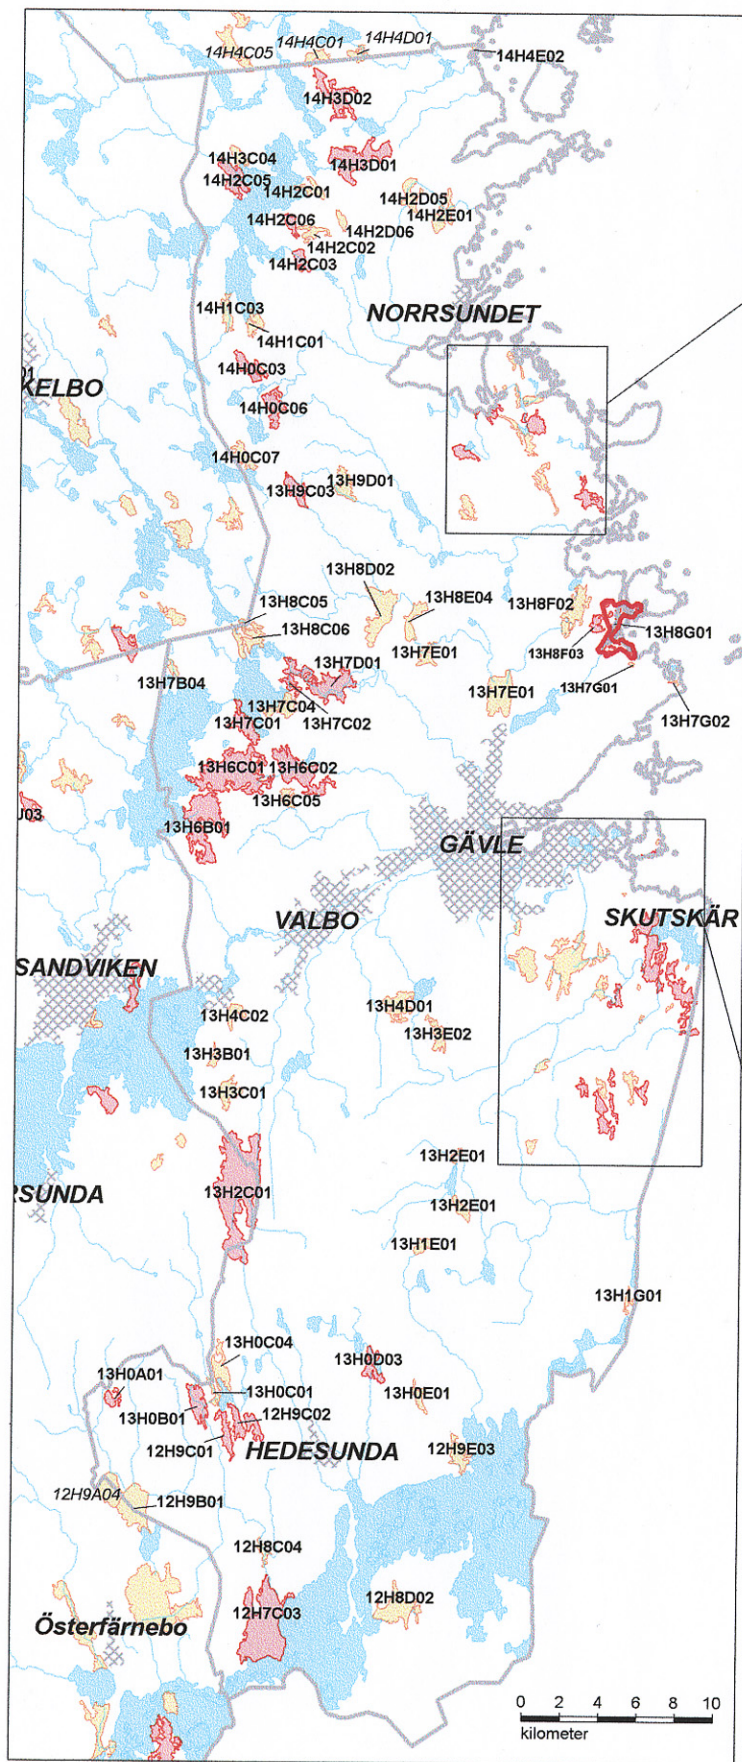 14H4C05
14H4C01
14H4D01
14H4E02
14H3D02
14H3C04
14H3D01
14H2C05
14H2C01
14H2D05
14H2E01
14H2C06
14H2D06
14H2C02
14H2C03
14H1C03
NORRSUNDET
14H1C01
14H0C03
01
KELBO
14H0C06
14H0C07
13H9D01
13H9C03
13H8D02
13H8C05
13H8E04
13H8F02
13H8C06
13H8G01
13H8F03
13H7E01
13H7D01
13H7B04
13H7G01
13H7E01
13H7C04
13H7G02
13H7C01
13H7C02
13H6C01
13H6C02
13H6C05
J03
13H6B01
GÄVLE
VALBO
SKUTSKÄR
SANDVIKEN
13H4D01
13H4C02
13H3E02
13H3B01
13H3C01
13H2E01
13H2C01
RSUNDA
13H2E01
13H1E01
13H1G01
13H0C04
13H0D03
13H0A01
13H0C01
13H0E01
13H0B01
12H9C02
12H9C01
HEDESUNDA
12H9E03
12H9A04
12H9B01
12H8C04
12H8D02
12H7C03
Österfärnebo
0 2 4 6 8 10
kilometer